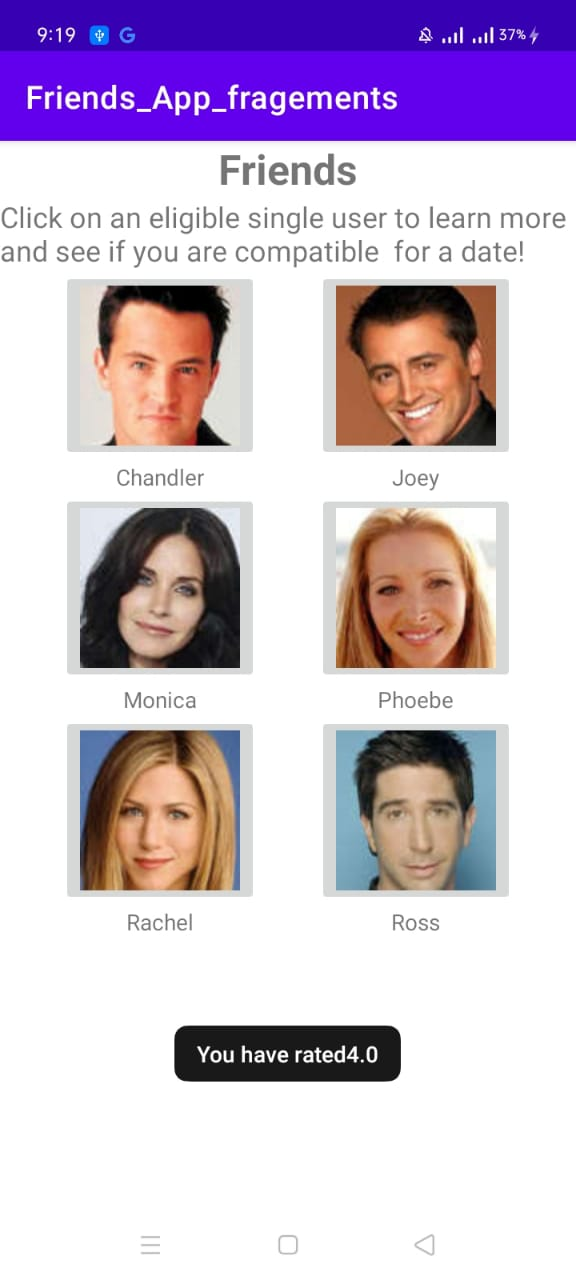 9:19 G 37%
Friends_App_fragements
Friends
Click on an eligible single user to learn more
and see if you are compatible  for a date!
Chandler Joey
Monica Phoebe
Rachel Ross
You have rated4.0